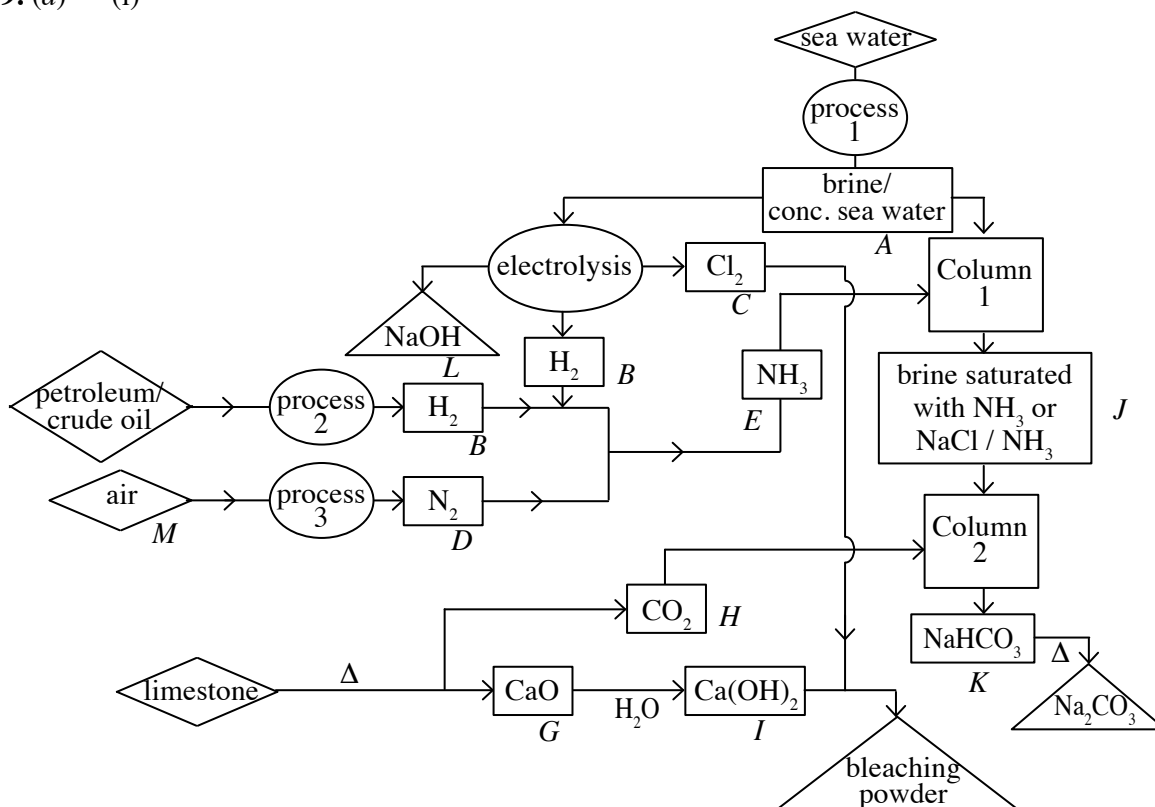 9. (a) (i)
sea water
process
1
brine/
conc. sea water
A
electrolysis
Cl₂
C
Column
1
NaOH
L
H₂
B
NH₃
E
brine saturated
with NH₃ or
NaCl / NH₃
J
petroleum/
crude oil
process
2
H₂
B
air
M
process
3
N₂
D
Column
2
CO₂
H
NaHCO₃
K
Δ
Na₂CO₃
limestone
Δ
CaO
G
H₂O
Ca(OH)₂
I
bleaching
powder